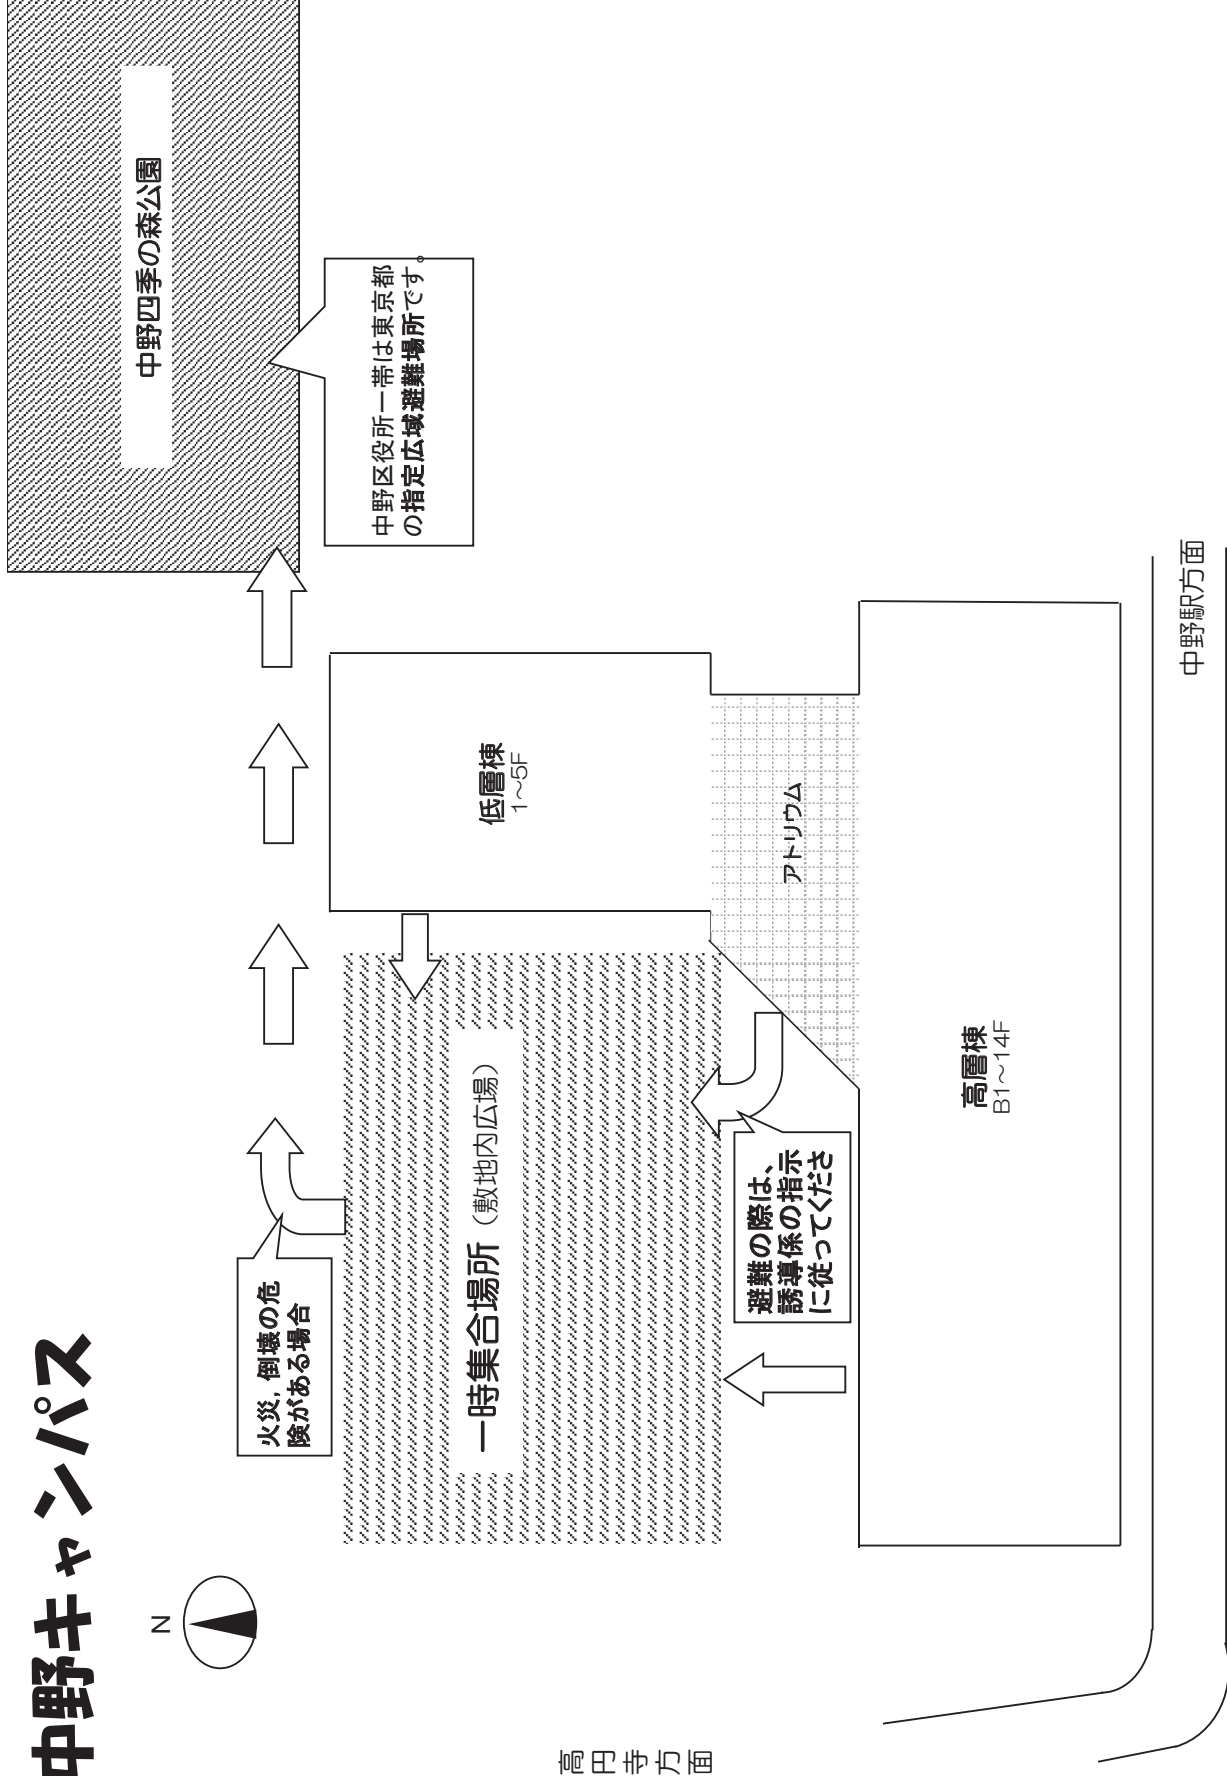 中野キャンパス
N
中野四季の森公園
中野区役所一帯は東京都
の指定広域避難場所です。
火災, 倒壊の危
険がある場合
一時集合場所（敷地内広場）
低層棟
1～5F
アトリウム
避難の際は、
誘導係の指示
に従ってくださ
高層棟
B1～14F
高円寺方面
中野駅方面